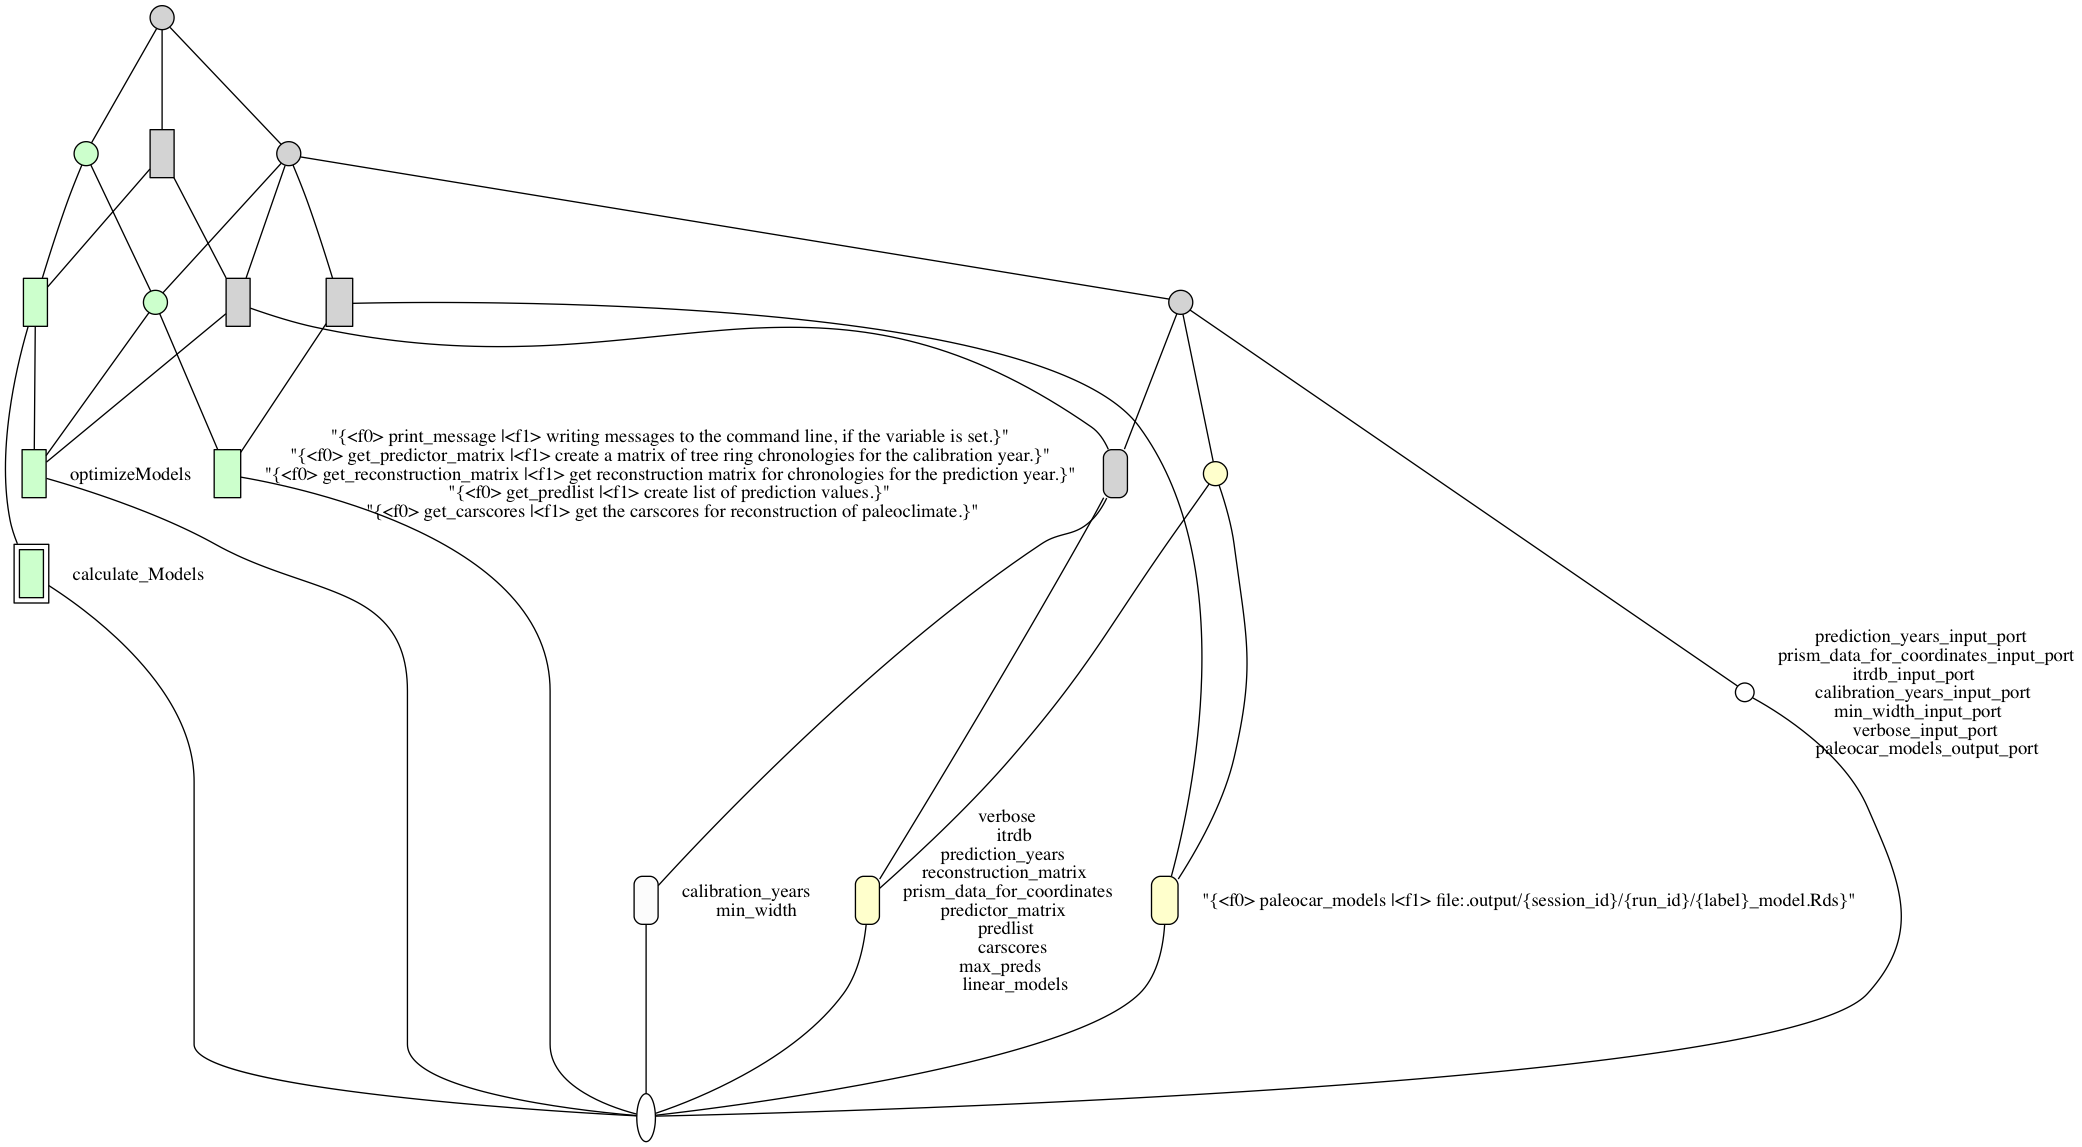 "{<f0> print_message |<f1> writing messages to the command line, if the variable is set.}"
"{<f0> get_predictor_matrix |<f1> create a matrix of tree ring chronologies for the calibration year.}"
"{<f0> get_reconstruction_matrix |<f1> get reconstruction matrix for chronologies for the prediction year.}"
"{<f0> get_predlist |<f1> create list of prediction values.}"
"{<f0> get_carscores |<f1> get the carscores for reconstruction of paleoclimate.}"
optimizeModels
calculate_Models
prediction_years_input_port
prism_data_for_coordinates_input_port
itrdb_input_port
calibration_years_input_port
min_width_input_port
verbose_input_port
paleocar_models_output_port
calibration_years
min_width
verbose
itrdb
prediction_years
reconstruction_matrix
prism_data_for_coordinates
predictor_matrix
predlist
carscores
max_preds
linear_models
"{<f0> paleocar_models |<f1> file:.output/{session_id}/{run_id}/{label}_model.Rds}"